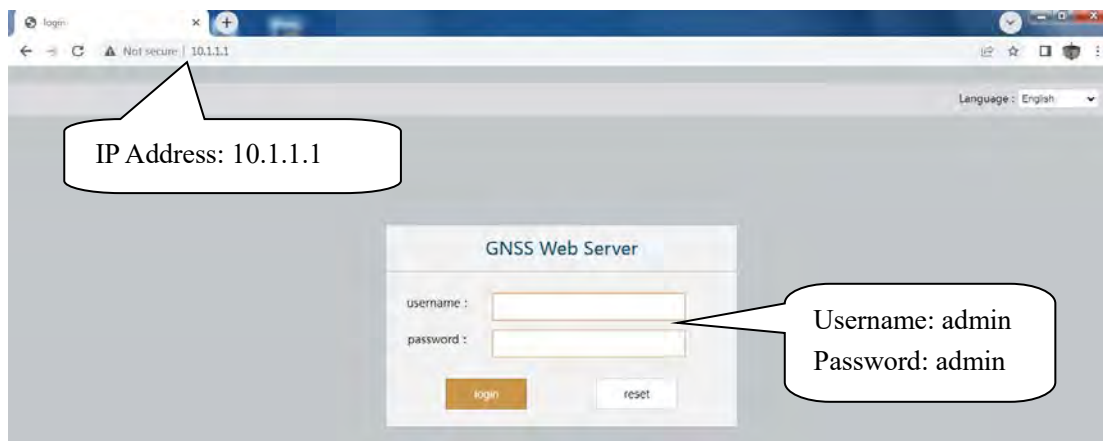 login
Not secure | 10.1.1.1
Language : English
IP Address: 10.1.1.1
GNSS Web Server
username :
password :
Username: admin
Password: admin
login
reset